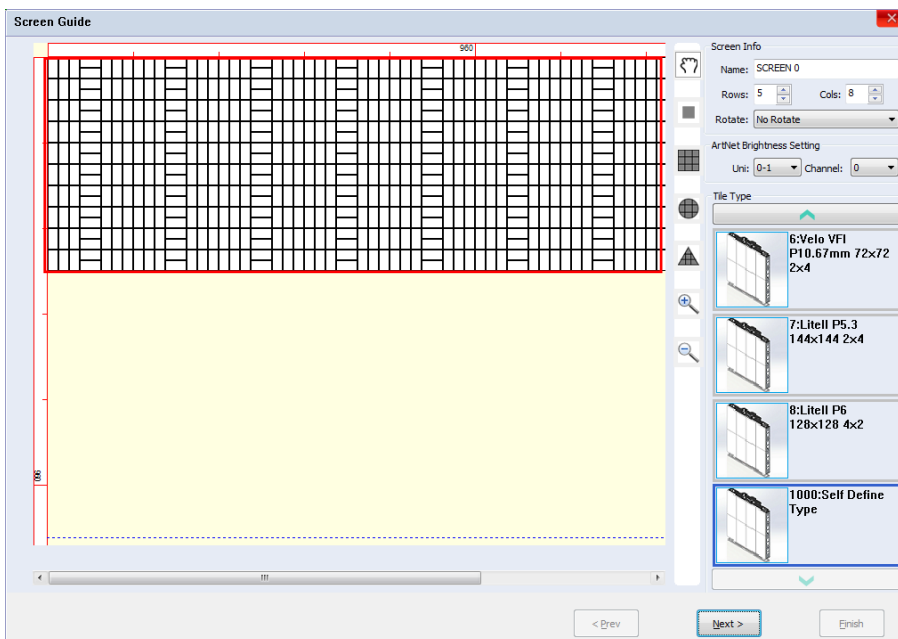 Screen Guide
960
960
Screen Info
Name: SCREEN 0
Rows: 5 Cols: 8
Rotate: No Rotate
ArtNet Brightness Setting
Uni: 0-1 Channel: 0
Tile Type
6:Velo VFI
P10.67mm 72x72
2x4
7:Litell P5.3
144x144 2x4
8:Litell P6
128x128 4x2
1000:Self Define
Type
< Prev
Next >
Finish